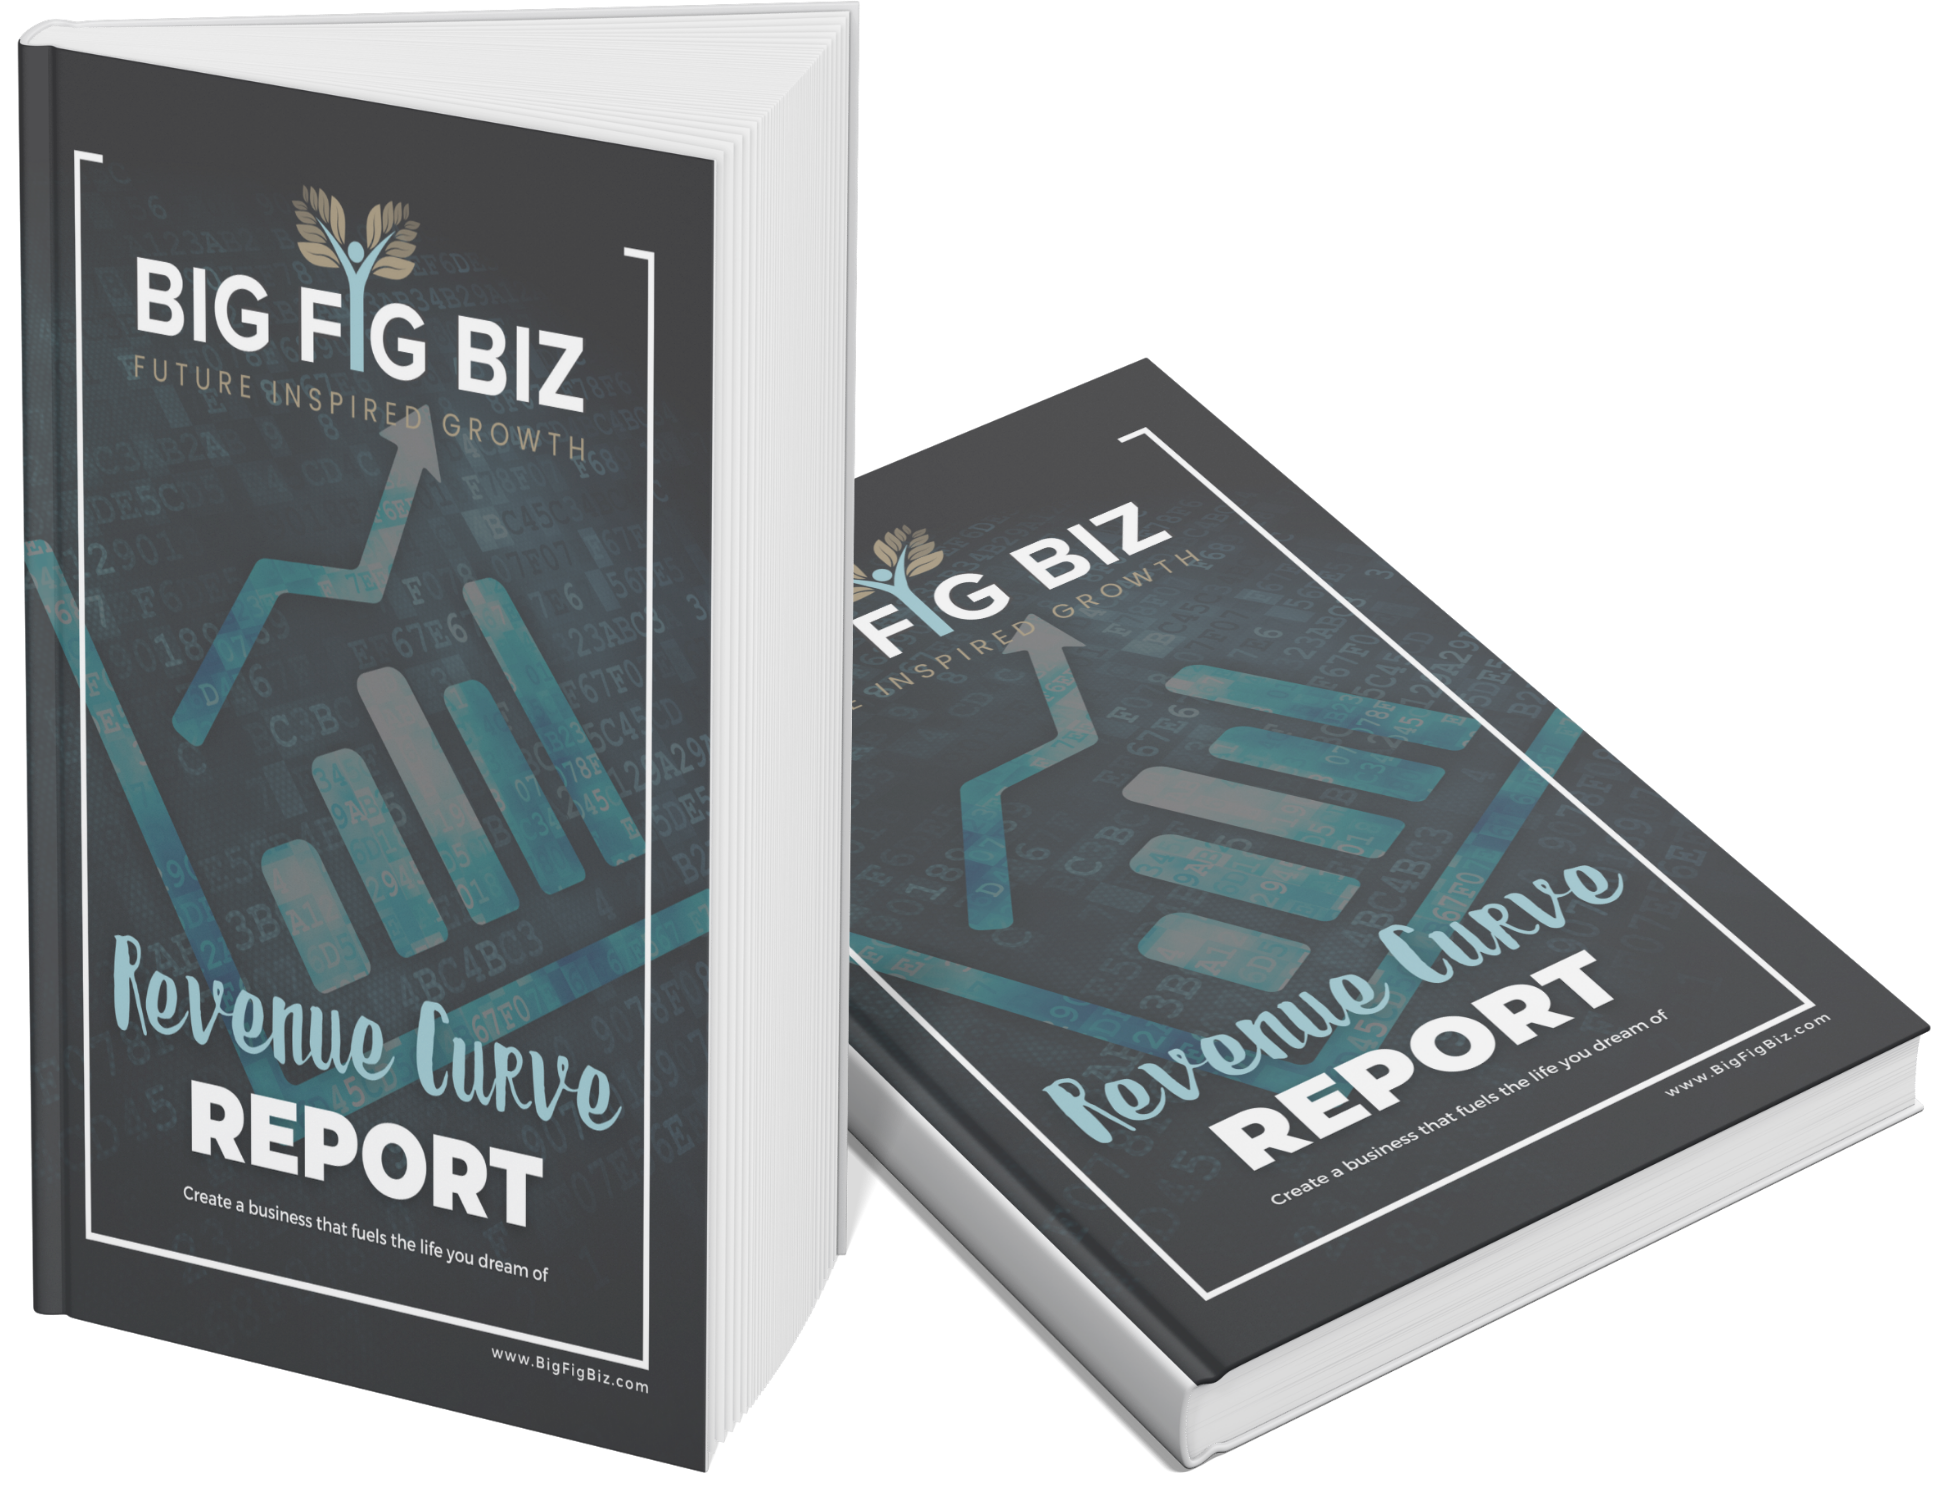 BIG FIG BIZ
FUTURE INSPIRED GROWTH
Revenue Curve
REPORT
Create a business that fuels the life you dream of
www.BigFigBiz.com
FIG BIZ
E INSPIRED GROWTH
Revenue Curve
REPORT
Create a business that fuels the life you dream of
www.BigFigBiz.com